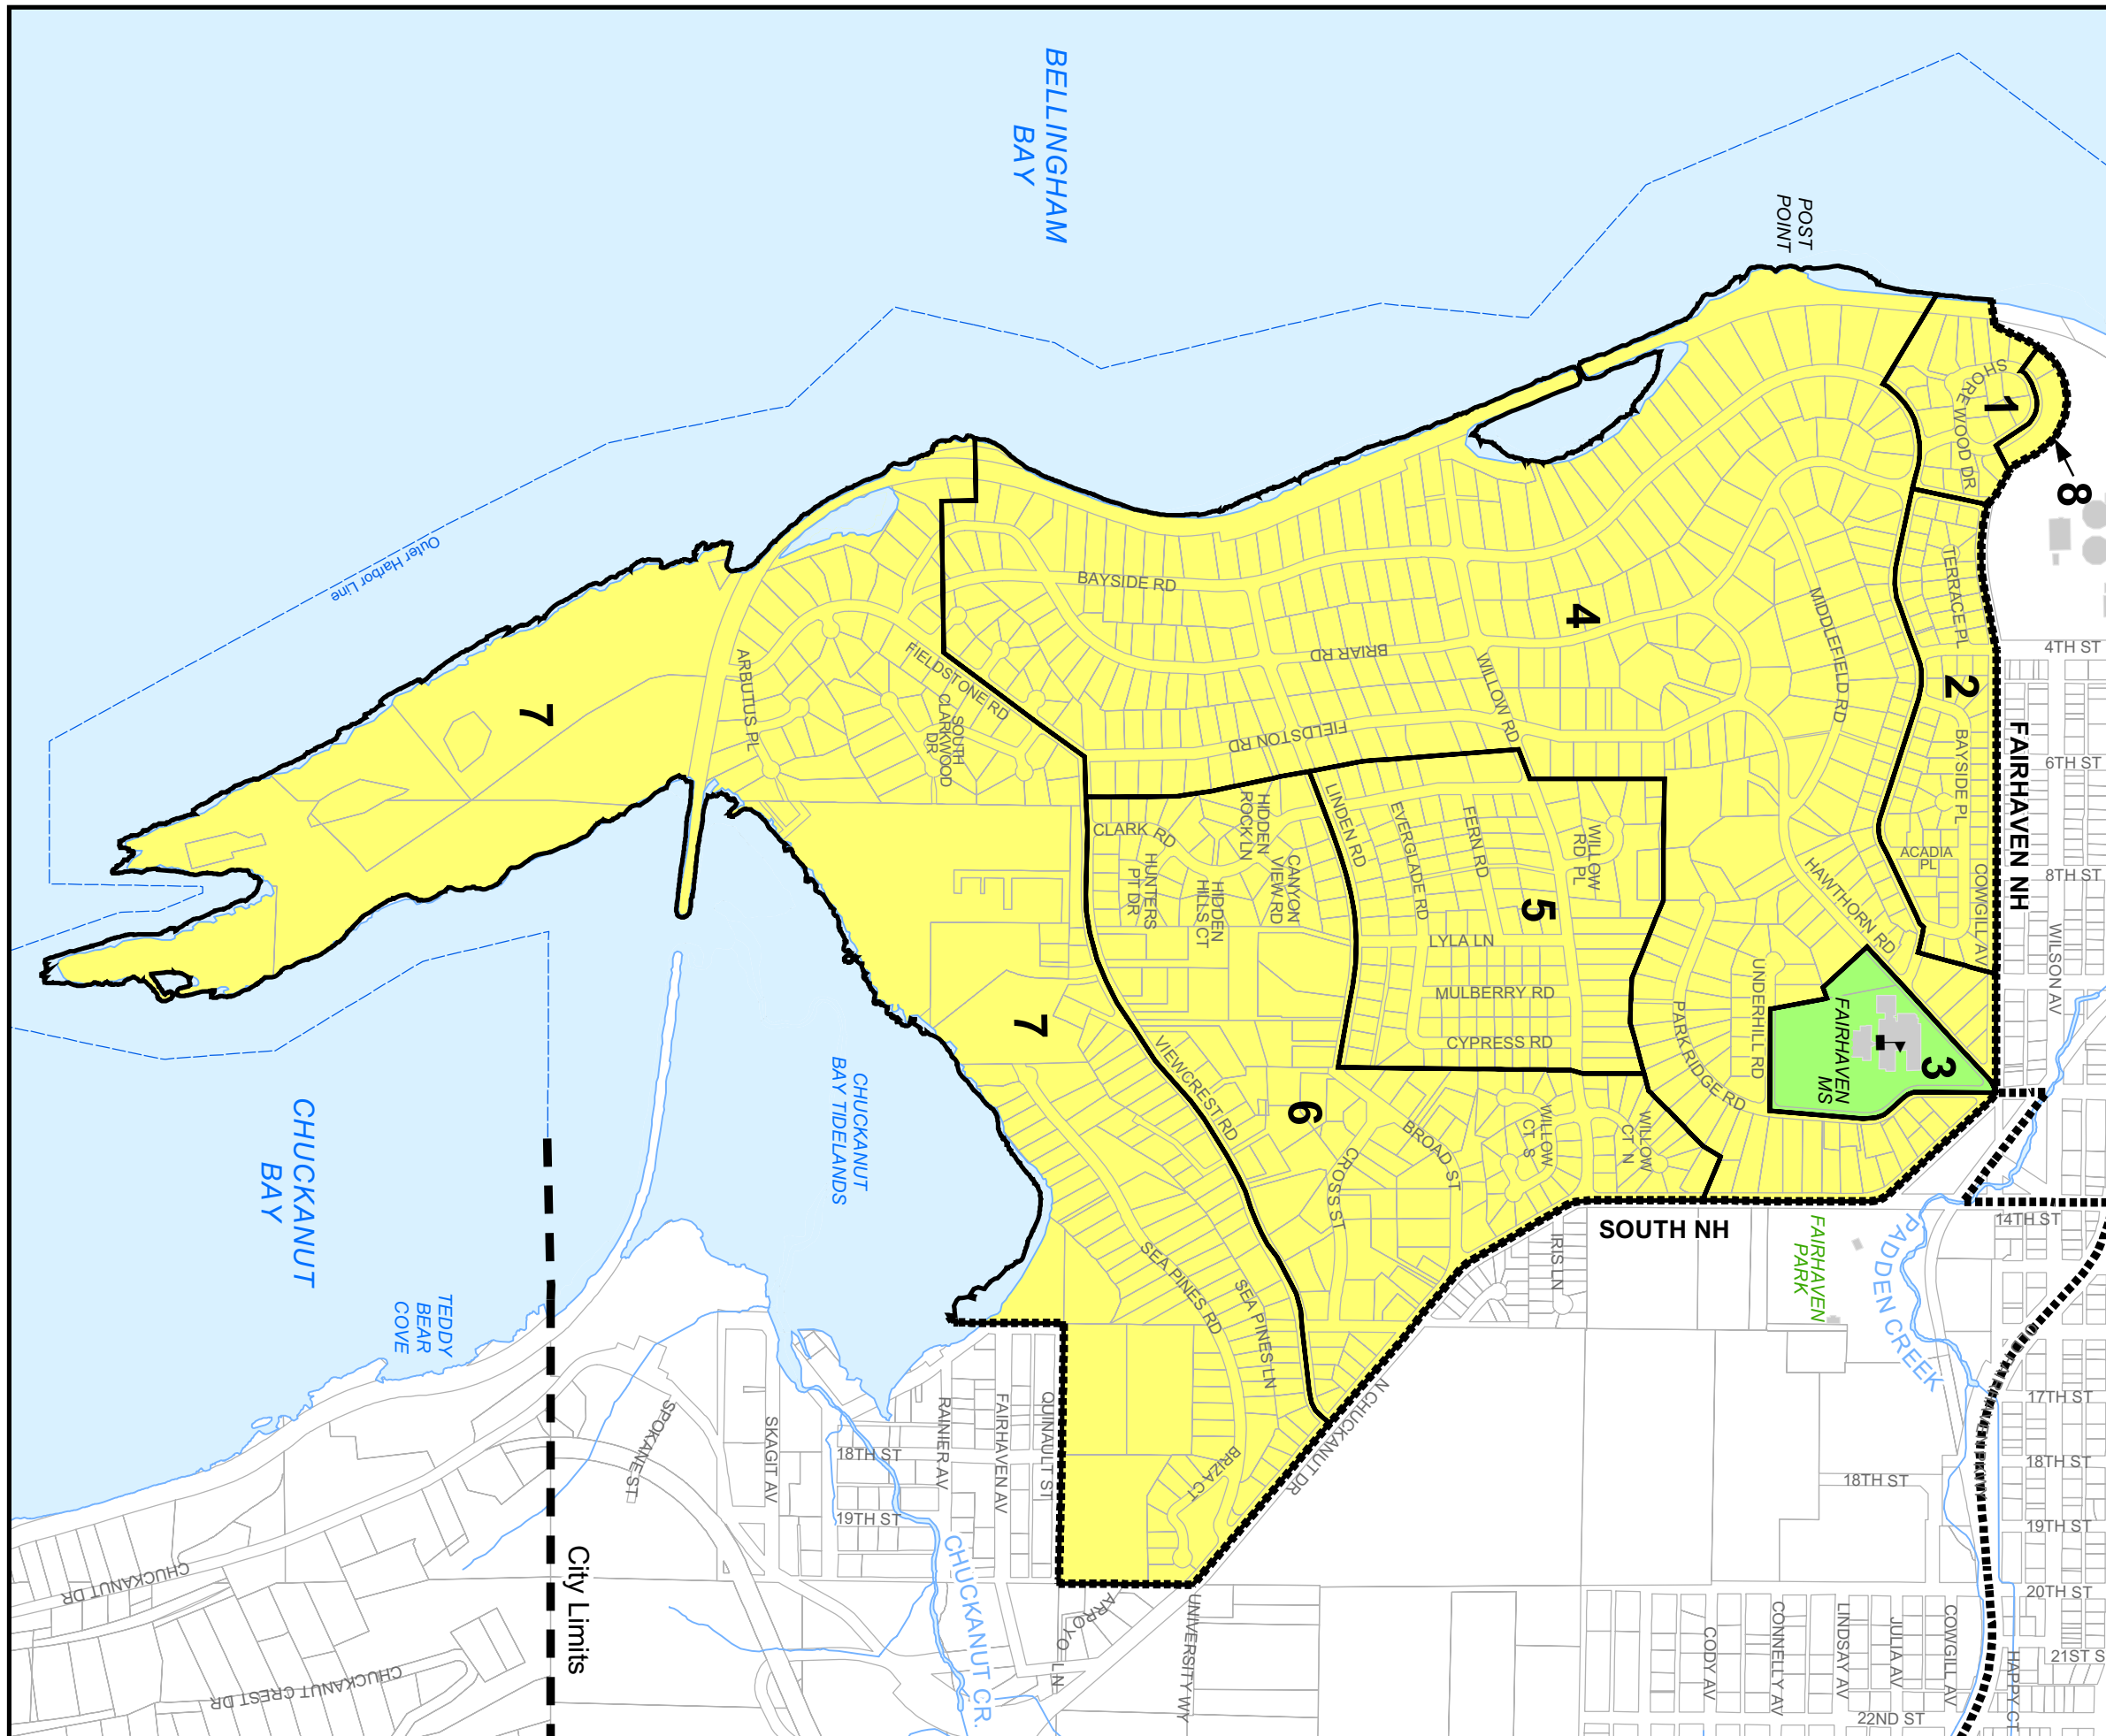 BELLINGHAM
BAY
POST
POINT
Outer Harbor Line
CHUCKANUT
BAY
CHUCKANUT
BAY TIDELANDS
TEDDY
BEAR
COVE
City Limits
1
2
3
4
5
6
7
7
8
SHOREWOOD DR
TERRACE PL
BAYSIDE PL
ACADIA
PL
COWGILL AV
FAIRHAVEN NH
4TH ST
6TH ST
8TH ST
WILSON AV
MIDDLEFIELD RD
HAWTHORN RD
FAIRHAVEN
MS
UNDERHILL RD
PARK RIDGE RD
BAYSIDE RD
BRIAR RD
WILLOW RD
FIELDSTON RD
FIELDSTONE RD
SOUTH
CLARKWOOD
DR
ARBUTUS PL
CLARK RD
HIDDEN
ROCK LN
CANYON
VIEW RD
HUNTERS
PT DR
HIDDEN
HILLS CT
LINDEN RD
EVERGLADE RD
FERN RD
WILLOW
RD PL
LYLA LN
MULBERRY RD
CYPRESS RD
VIEWCREST RD
BROAD ST
CROSS ST
WILLOW
CT S
WILLOW
CT N
SEA PINES RD
SEA PINES LN
BRIZA CT
N CHUCKANUT DR
SOUTH NH
IRIS LN
FAIRHAVEN
PARK
PADDEN CREEK
14TH ST
17TH ST
18TH ST
18TH ST
19TH ST
20TH ST
21ST S
22ND ST
HAPPY CT
COWGILL AV
JULIA AV
LINDSAY AV
CONNELLY AV
CODY AV
UNIVERSITY WY
ARROYO LN
QUINAULT ST
FAIRHAVEN AV
RAINIER AV
18TH ST
19TH ST
SKAGIT AV
SPOKANE ST
CHUCKANUT CR.
CHUCKANUT DR
CHUCKANUT CREST DR